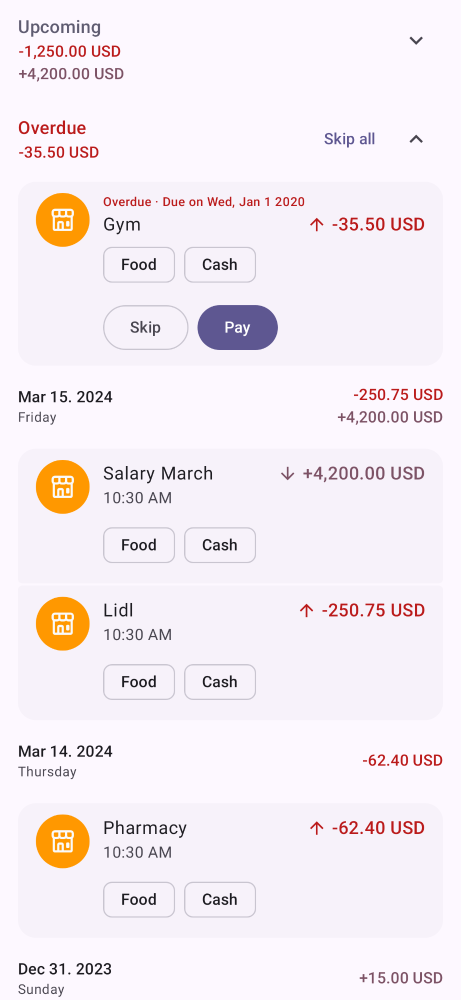 Upcoming
-1,250.00 USD
+4,200.00 USD
Overdue
-35.50 USD
Skip all
Overdue · Due on Wed, Jan 1 2020
Gym
-35.50 USD
Food
Cash
Skip
Pay
Mar 15. 2024
Friday
-250.75 USD
+4,200.00 USD
Salary March
+4,200.00 USD
10:30 AM
Food
Cash
Lidl
-250.75 USD
10:30 AM
Food
Cash
Mar 14. 2024
Thursday
-62.40 USD
Pharmacy
-62.40 USD
10:30 AM
Food
Cash
Dec 31. 2023
Sunday
+15.00 USD